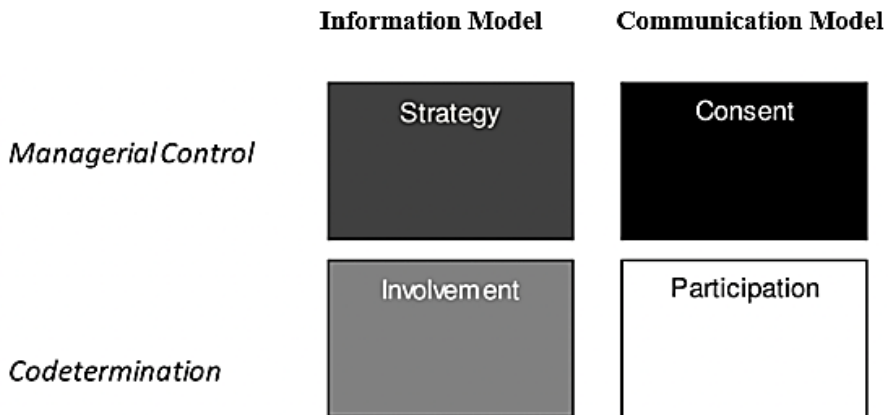 Information Model Communication Model
Strategy Consent
Managerial Control
Involvement Participation
Codetermination